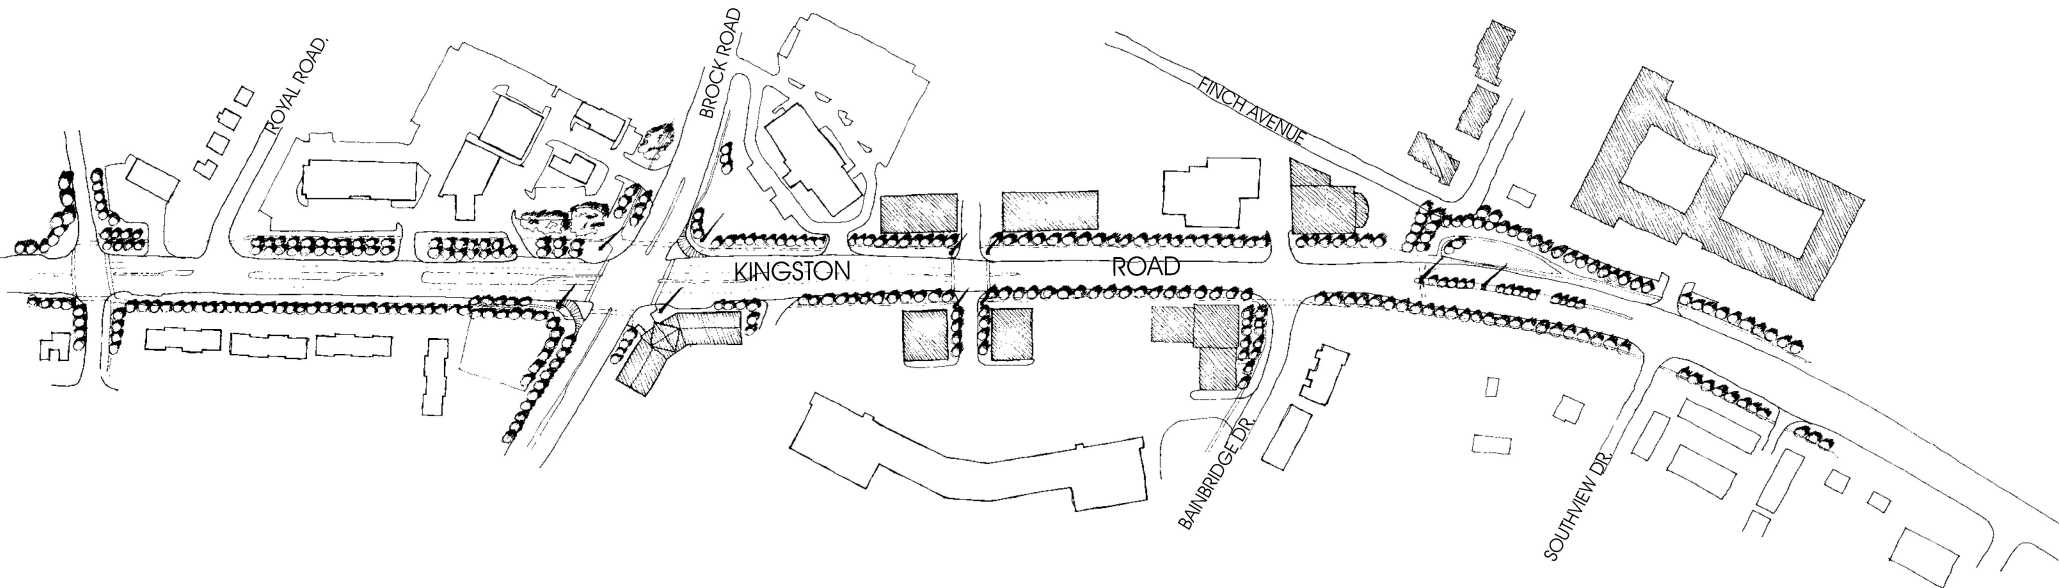 ROYAL ROAD.
BROCK ROAD
FINCH AVENUE
KINGSTON ROAD
BAINBRIDGE DR.
SOUTHVIEW DR.